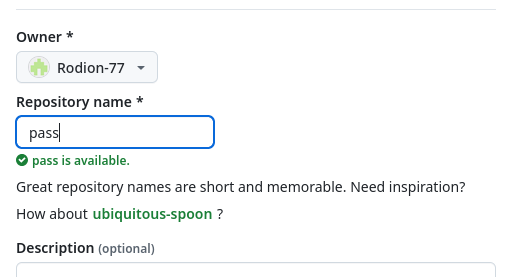 Owner *
Rodion-77
Repository name *
pass
pass is available.
Great repository names are short and memorable. Need inspiration?
How about ubiquitous-spoon ?
Description (optional)